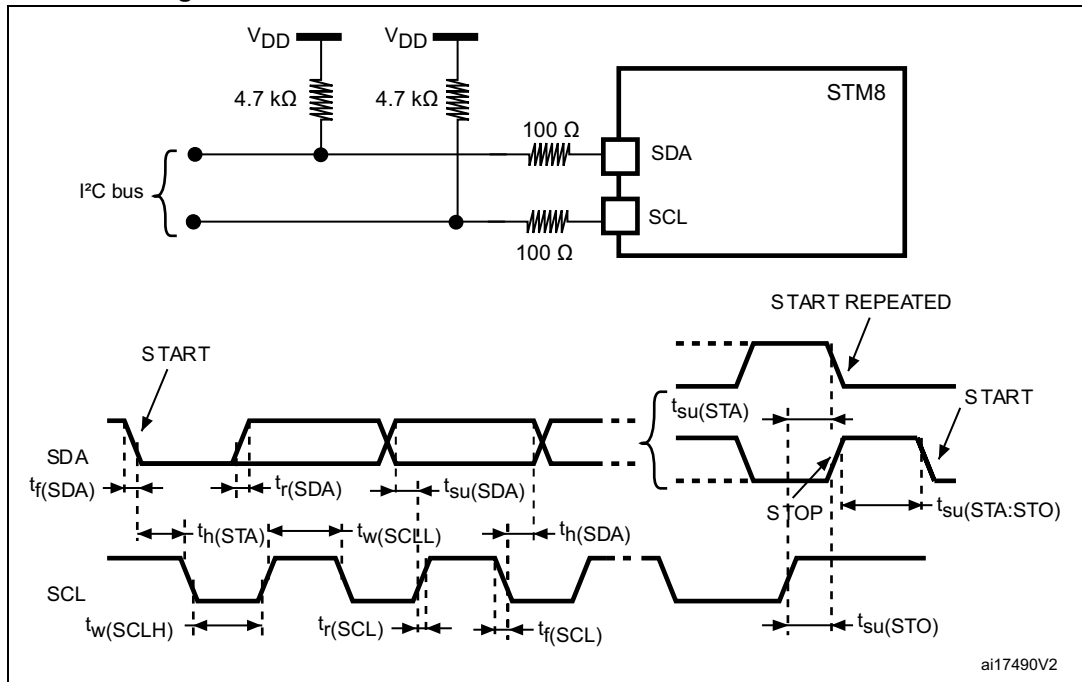 VDD VDD
4.7 kΩ 4.7 kΩ
STM8
100 Ω
SDA
I²C bus
SCL
100 Ω
START REPEATED
START
tsu(STA)
START
SDA
tf(SDA) tr(SDA) tsu(SDA)
STOP tsu(STA:STO)
th(STA) tw(SCLL) th(SDA)
SCL
tw(SCLH) tr(SCL) tf(SCL) tsu(STO)
ai17490V2